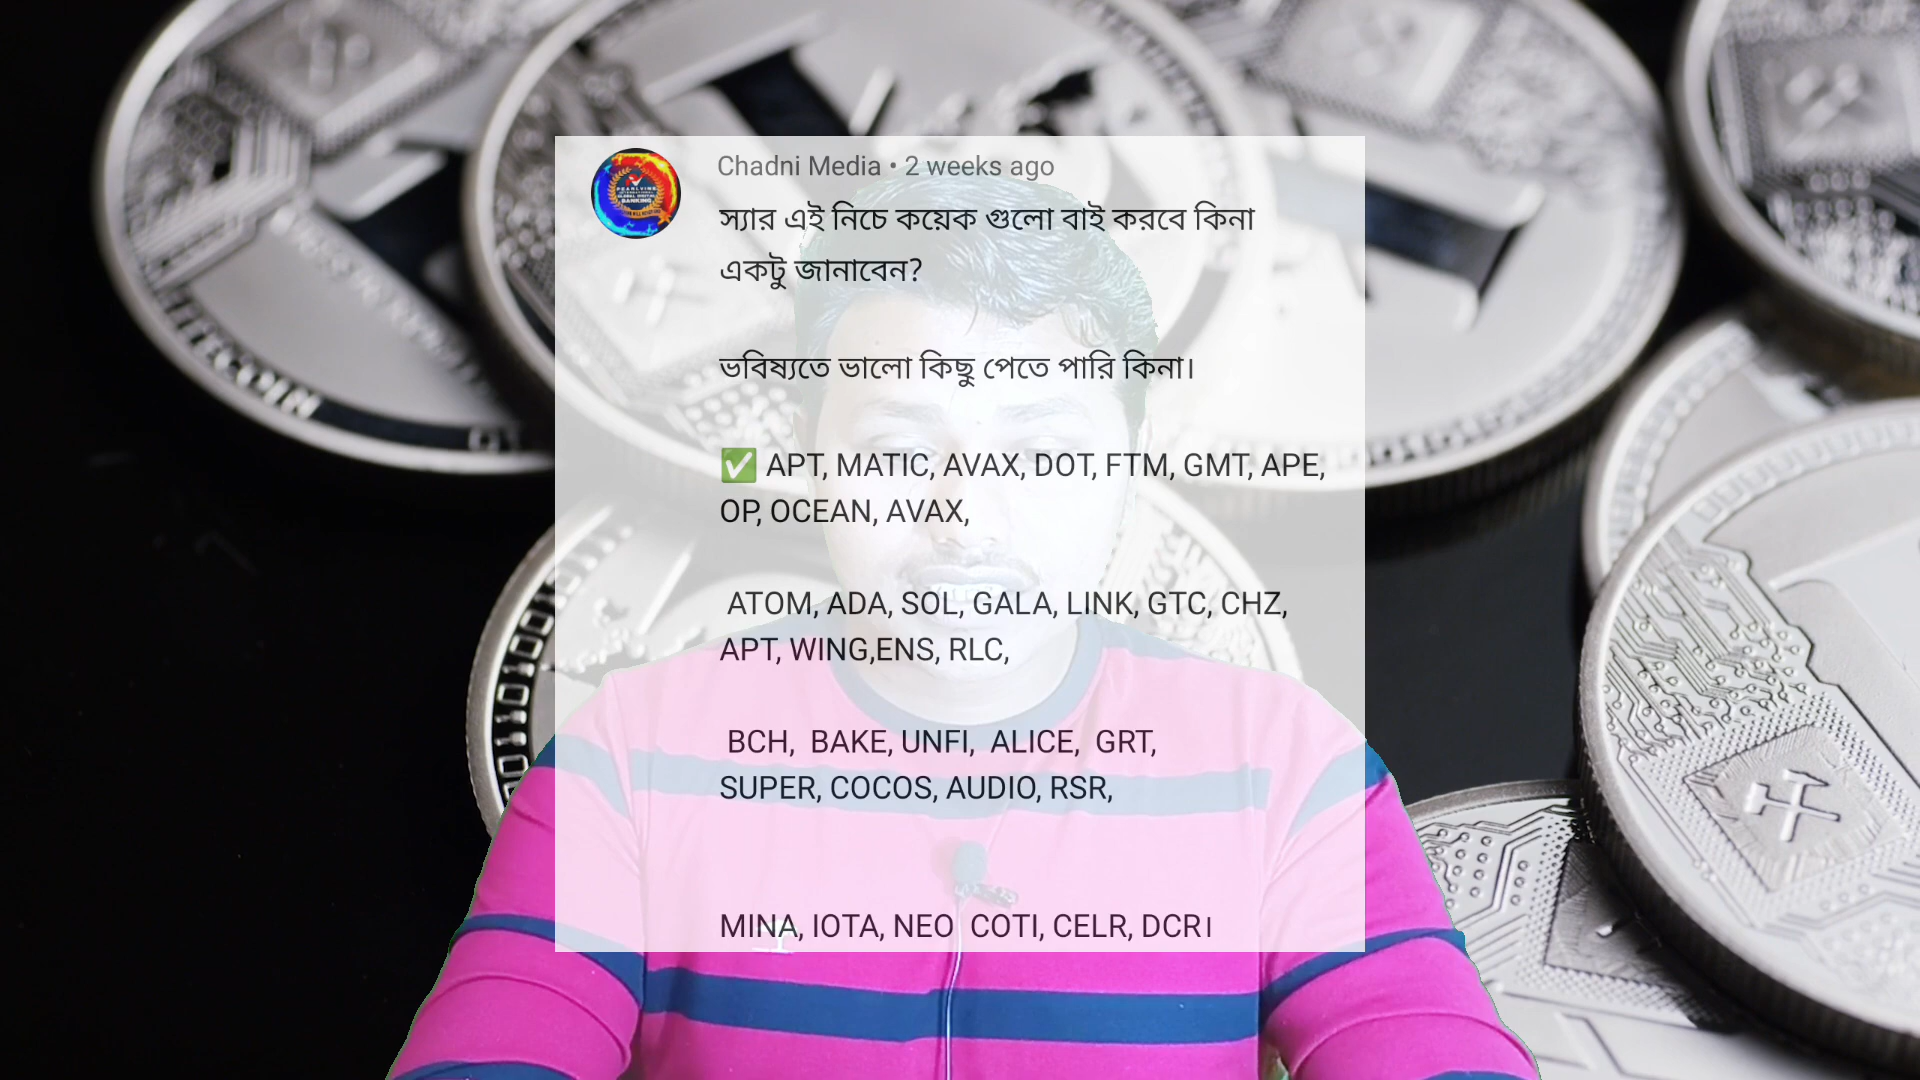 Chadni Media • 2 weeks ago
স্যার এই নিচে কয়েক গুলো বাই করবে কিনা
একটু জানাবেন?
ভবিষ্যতে ভালো কিছু পেতে পারি কিনা।
✅ APT, MATIC, AVAX, DOT, FTM, GMT, APE,
OP, OCEAN, AVAX,
ATOM, ADA, SOL, GALA, LINK, GTC, CHZ,
APT, WING,ENS, RLC,
BCH, BAKE, UNFI, ALICE, GRT,
SUPER, COCOS, AUDIO, RSR,
MINA, IOTA, NEO COTI, CELR, DCR।
LITECOIN